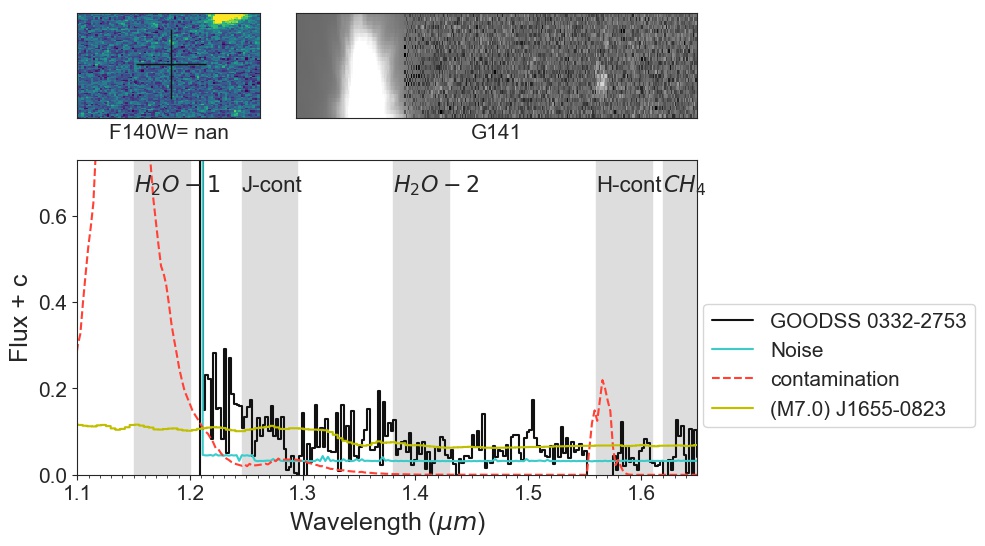 F140W= nan
G141
H₂O − 1
J-cont
H₂O − 2
H-cont
CH₄
0.6
0.4
0.2
0.0
Flux + c
1.1
1.2
1.3
1.4
1.5
1.6
Wavelength (μm)
GOODSS 0332-2753
Noise
contamination
(M7.0) J1655-0823